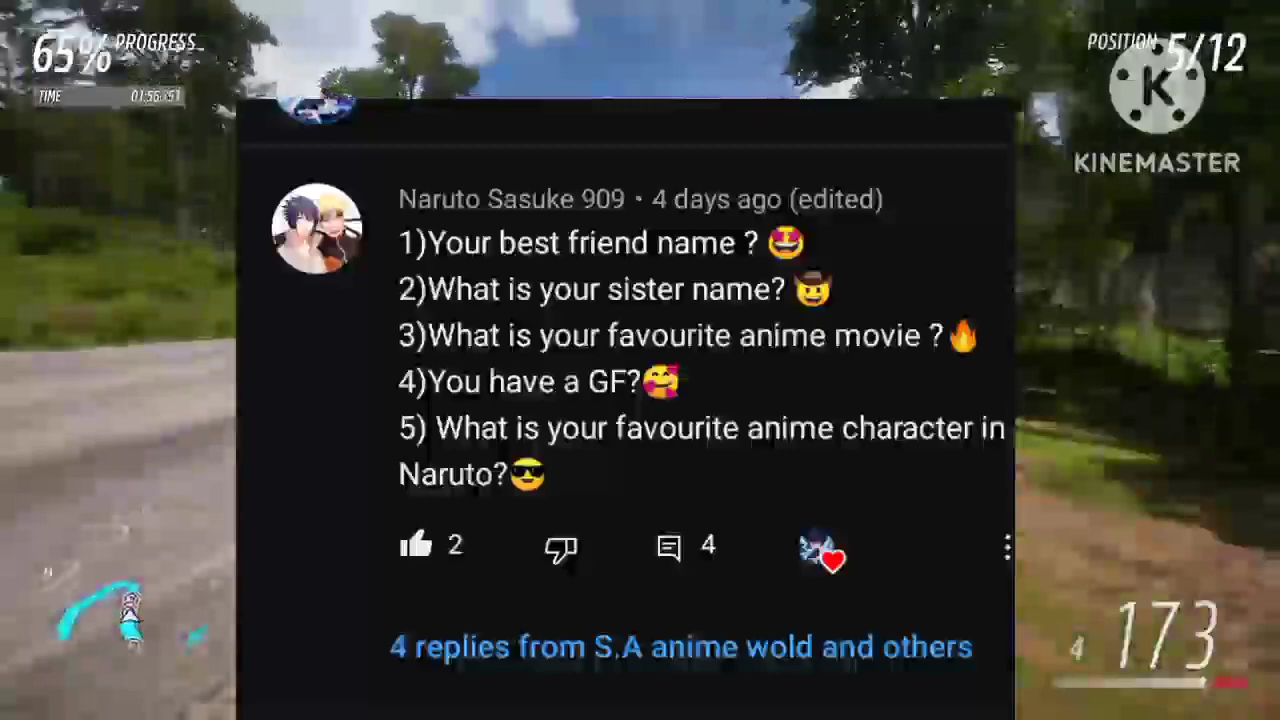 65% PROGRESS
TIME 01:56.151
POSITION 5/12
K
KINEMASTER
Naruto Sasuke 909 • 4 days ago (edited)
1)Your best friend name ? 🤩
2)What is your sister name? 🤠
3)What is your favourite anime movie ?🔥
4)You have a GF?🥰
5) What is your favourite anime character in
Naruto?😎
2
4
4 replies from S.A anime wold and others
N
4 173